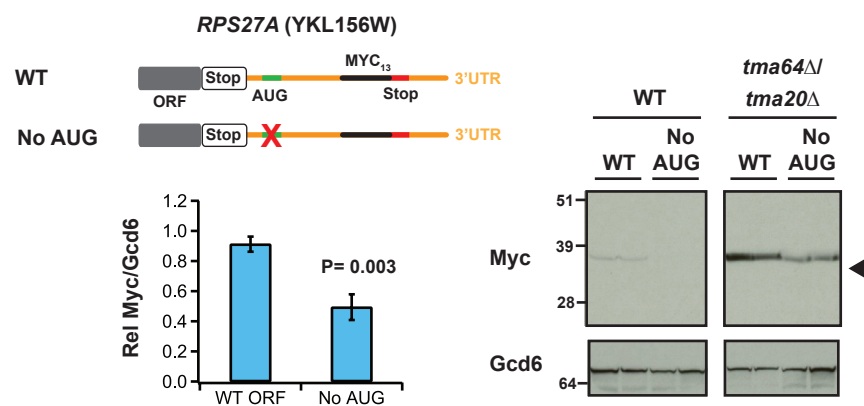 RPS27A (YKL156W)
WT
Stop
MYC13
3'UTR
ORF
AUG
Stop
No AUG
Stop
3'UTR
Rel Myc/Gcd6
1.2
1.0
0.8
0.6
0.4
0.2
0.0
P= 0.003
WT ORF
No AUG
WT
tma64Δ/
tma20Δ
WT
No
AUG
WT
No
AUG
51
39
28
Myc
Gcd6
64